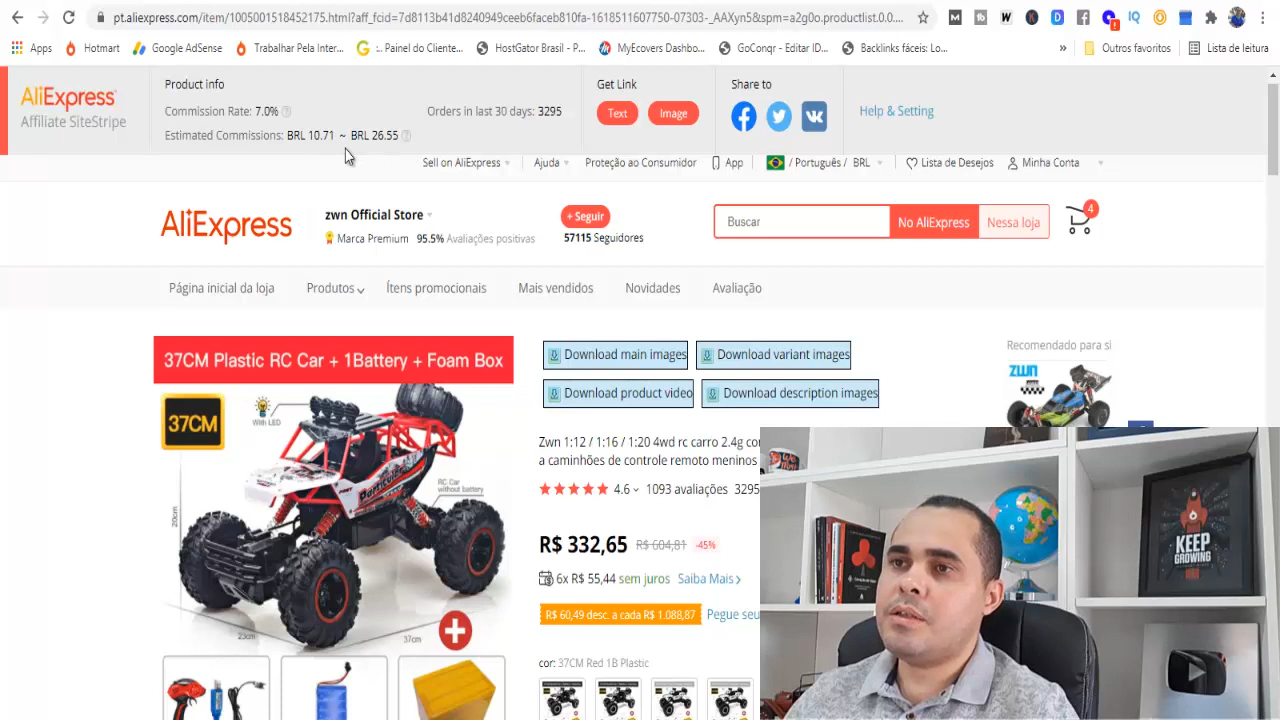 pt.aliexpress.com/item/1005001518452175.html?aff_fcid=7d8113b41d8240949ceeb6faceb810fa-1618511607750-07303-_AAXyn5&spm=a2g0o.productlist.0.0....
Apps Hotmart Google AdSense Trabalhar Pela Inter... :. Painel do Cliente... HostGator Brasil - P... MyEcovers Dashbo... GoConqr - Editar ID... Backlinks fáceis: Lo... » Outros favoritos Lista de leitura
AliExpress
Affiliate SiteStripe
Product info
Commission Rate: 7.0% Orders in last 30 days: 3295
Estimated Commissions: BRL 10.71 ~ BRL 26.55
Get Link
Text Image
Share to
Help & Setting
Sell on AliExpress Ajuda Proteção ao Consumidor App / Português / BRL Lista de Desejos Minha Conta
AliExpress
zwn Official Store
Marca Premium 95.5% Avaliações positivas
+ Seguir
57115 Seguidores
Buscar No AliExpress Nessa loja
4
Página inicial da loja Produtos Ítens promocionais Mais vendidos Novidades Avaliação
37CM Plastic RC Car + 1Battery + Foam Box
37CM
With LED
RC Car
without battery
20cm
23cm
37cm
Download main images Download variant images
Download product video Download description images
Recomendado para si
ZWN
Zwn 1:12 / 1:16 / 1:20 4wd rc carro 2.4g co
a caminhões de controle remoto meninos
4.6 1093 avaliações 3295
R$ 332,65 R$ 604,81 -45%
6x R$ 55,44 sem juros Saiba Mais
R$ 60,49 desc. a cada R$ 1.088,87 Pegue seu
cor: 37CM Red 1B Plastic
KEEP
GROWING